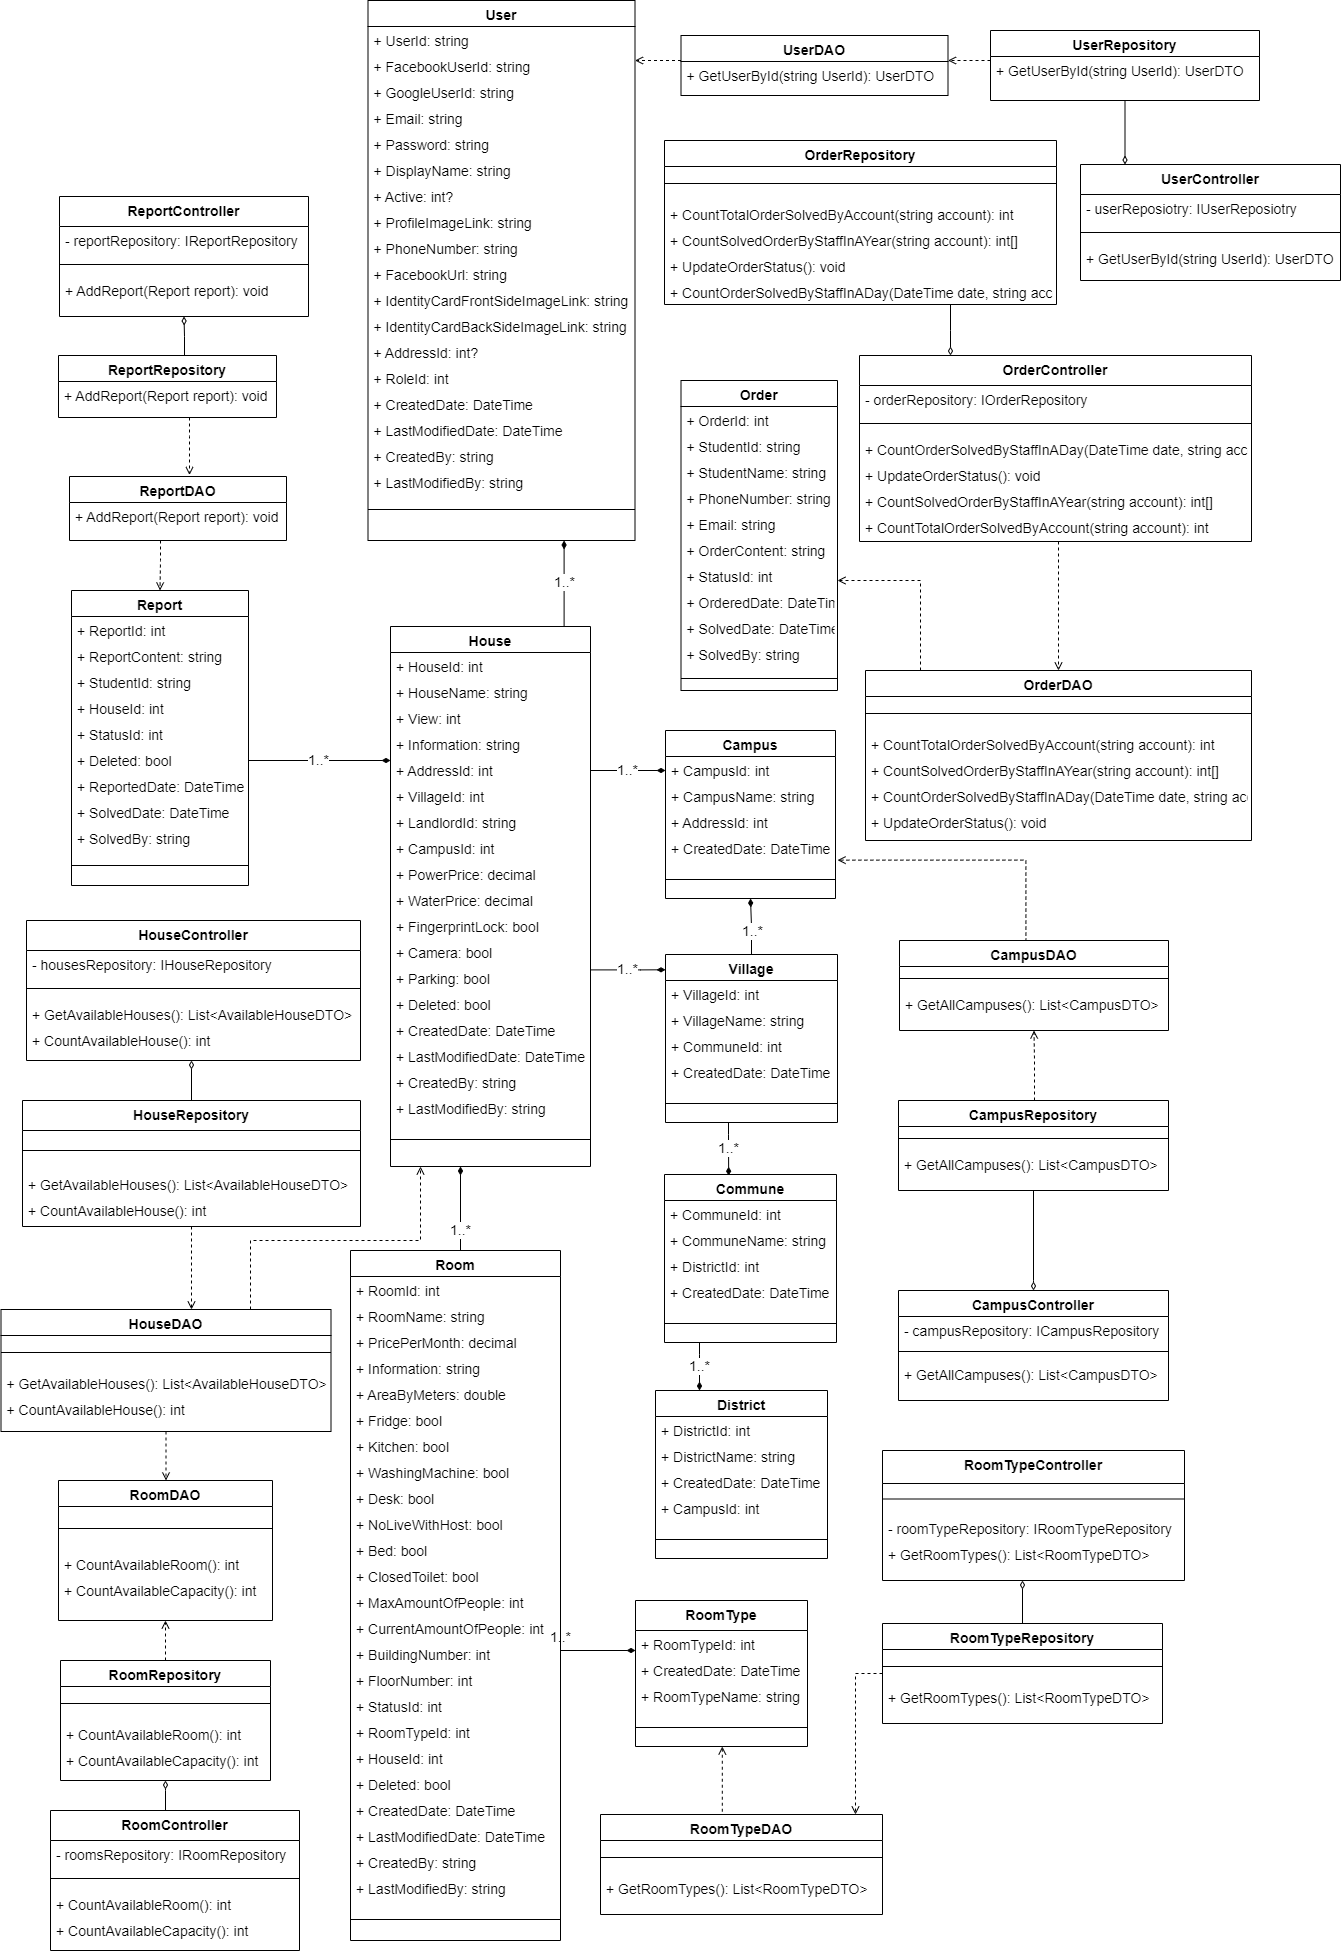 User
+ UserId: string
+ FacebookUserId: string
+ GoogleUserId: string
+ Email: string
+ Password: string
+ DisplayName: string
+ Active: int?
+ ProfileImageLink: string
+ PhoneNumber: string
+ FacebookUrl: string
+ IdentityCardFrontSideImageLink: string
+ IdentityCardBackSideImageLink: string
+ AddressId: int?
+ RoleId: int
+ CreatedDate: DateTime
+ LastModifiedDate: DateTime
+ CreatedBy: string
+ LastModifiedBy: string
UserDAO
+ GetUserById(string UserId): UserDTO
UserRepository
+ GetUserById(string UserId): UserDTO
UserController
- userReposiotry: IUserReposiotry
+ GetUserById(string UserId): UserDTO
OrderRepository
+ CountTotalOrderSolvedByAccount(string account): int
+ CountSolvedOrderByStaffInAYear(string account): int[]
+ UpdateOrderStatus(): void
+ CountOrderSolvedByStaffInADay(DateTime date, string acc
ReportController
- reportRepository: IReportRepository
+ AddReport(Report report): void
ReportRepository
+ AddReport(Report report): void
ReportDAO
+ AddReport(Report report): void
Report
+ ReportId: int
+ ReportContent: string
+ StudentId: string
+ HouseId: int
+ StatusId: int
+ Deleted: bool
+ ReportedDate: DateTime
+ SolvedDate: DateTime
+ SolvedBy: string
1..*
1..*
Order
+ OrderId: int
+ StudentId: string
+ StudentName: string
+ PhoneNumber: string
+ Email: string
+ OrderContent: string
+ StatusId: int
+ OrderedDate: DateTim
+ SolvedDate: DateTime
+ SolvedBy: string
OrderController
- orderRepository: IOrderRepository
+ CountOrderSolvedByStaffInADay(DateTime date, string acc
+ UpdateOrderStatus(): void
+ CountSolvedOrderByStaffInAYear(string account): int[]
+ CountTotalOrderSolvedByAccount(string account): int
OrderDAO
+ CountTotalOrderSolvedByAccount(string account): int
+ CountSolvedOrderByStaffInAYear(string account): int[]
+ CountOrderSolvedByStaffInADay(DateTime date, string ac
+ UpdateOrderStatus(): void
House
+ HouseId: int
+ HouseName: string
+ View: int
+ Information: string
+ AddressId: int
+ VillageId: int
+ LandlordId: string
+ CampusId: int
+ PowerPrice: decimal
+ WaterPrice: decimal
+ FingerprintLock: bool
+ Camera: bool
+ Parking: bool
+ Deleted: bool
+ CreatedDate: DateTime
+ LastModifiedDate: DateTime
+ CreatedBy: string
+ LastModifiedBy: string
1..*
Campus
+ CampusId: int
+ CampusName: string
+ AddressId: int
+ CreatedDate: DateTime
1..*
1..*
Village
+ VillageId: int
+ VillageName: string
+ CommuneId: int
+ CreatedDate: DateTime
1..*
Commune
+ CommuneId: int
+ CommuneName: string
+ DistrictId: int
+ CreatedDate: DateTime
1..*
District
+ DistrictId: int
+ DistrictName: string
+ CreatedDate: DateTime
+ CampusId: int
CampusDAO
+ GetAllCampuses(): List<CampusDTO>
CampusRepository
+ GetAllCampuses(): List<CampusDTO>
CampusController
- campusRepository: ICampusRepository
+ GetAllCampuses(): List<CampusDTO>
HouseController
- housesRepository: IHouseRepository
+ GetAvailableHouses(): List<AvailableHouseDTO>
+ CountAvailableHouse(): int
HouseRepository
+ GetAvailableHouses(): List<AvailableHouseDTO>
+ CountAvailableHouse(): int
HouseDAO
+ GetAvailableHouses(): List<AvailableHouseDTO>
+ CountAvailableHouse(): int
RoomDAO
+ CountAvailableRoom(): int
+ CountAvailableCapacity(): int
RoomRepository
+ CountAvailableRoom(): int
+ CountAvailableCapacity(): int
RoomController
- roomsRepository: IRoomRepository
+ CountAvailableRoom(): int
+ CountAvailableCapacity(): int
1..*
Room
+ RoomId: int
+ RoomName: string
+ PricePerMonth: decimal
+ Information: string
+ AreaByMeters: double
+ Fridge: bool
+ Kitchen: bool
+ WashingMachine: bool
+ Desk: bool
+ NoLiveWithHost: bool
+ Bed: bool
+ ClosedToilet: bool
+ MaxAmountOfPeople: int
+ CurrentAmountOfPeople: int
+ BuildingNumber: int
+ FloorNumber: int
+ StatusId: int
+ RoomTypeId: int
+ HouseId: int
+ Deleted: bool
+ CreatedDate: DateTime
+ LastModifiedDate: DateTime
+ CreatedBy: string
+ LastModifiedBy: string
1..*
RoomType
+ RoomTypeId: int
+ CreatedDate: DateTime
+ RoomTypeName: string
RoomTypeController
- roomTypeRepository: IRoomTypeRepository
+ GetRoomTypes(): List<RoomTypeDTO>
RoomTypeRepository
+ GetRoomTypes(): List<RoomTypeDTO>
RoomTypeDAO
+ GetRoomTypes(): List<RoomTypeDTO>